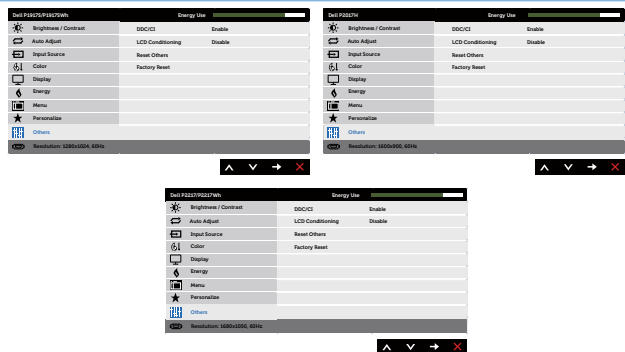 Dell P1917S/P1917SWh Energy Use
Brightness / Contrast DDC/CI Enable
Auto Adjust LCD Conditioning Disable
Input Source Reset Others
Color Factory Reset
Display
Energy
Menu
Personalize
Others
Resolution: 1280x1024, 60Hz
Dell P2017H Energy Use
Brightness / Contrast DDC/CI Enable
Auto Adjust LCD Conditioning Disable
Input Source Reset Others
Color Factory Reset
Display
Energy
Menu
Personalize
Others
Resolution: 1600x900, 60Hz
Dell P2217/P2217Wh Energy Use
Brightness / Contrast DDC/CI Enable
Auto Adjust LCD Conditioning Disable
Input Source Reset Others
Color Factory Reset
Display
Energy
Menu
Personalize
Others
Resolution: 1680x1050, 60Hz